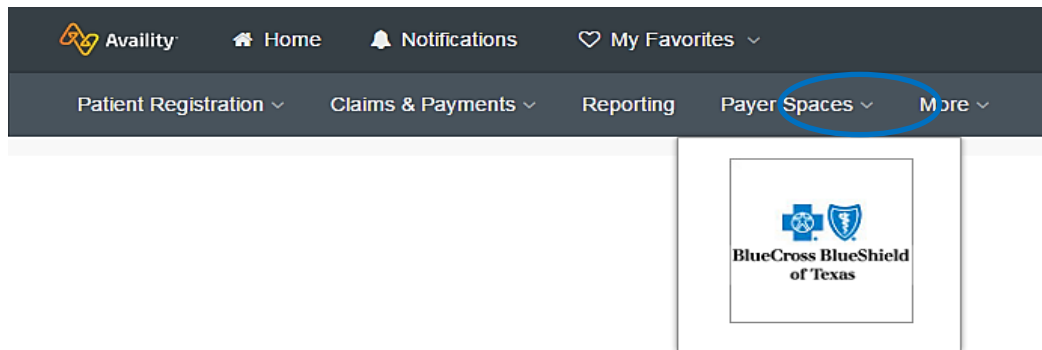 Availity Home Notifications My Favorites
Patient Registration Claims & Payments Reporting Payer Spaces More
BlueCross BlueShield
of Texas